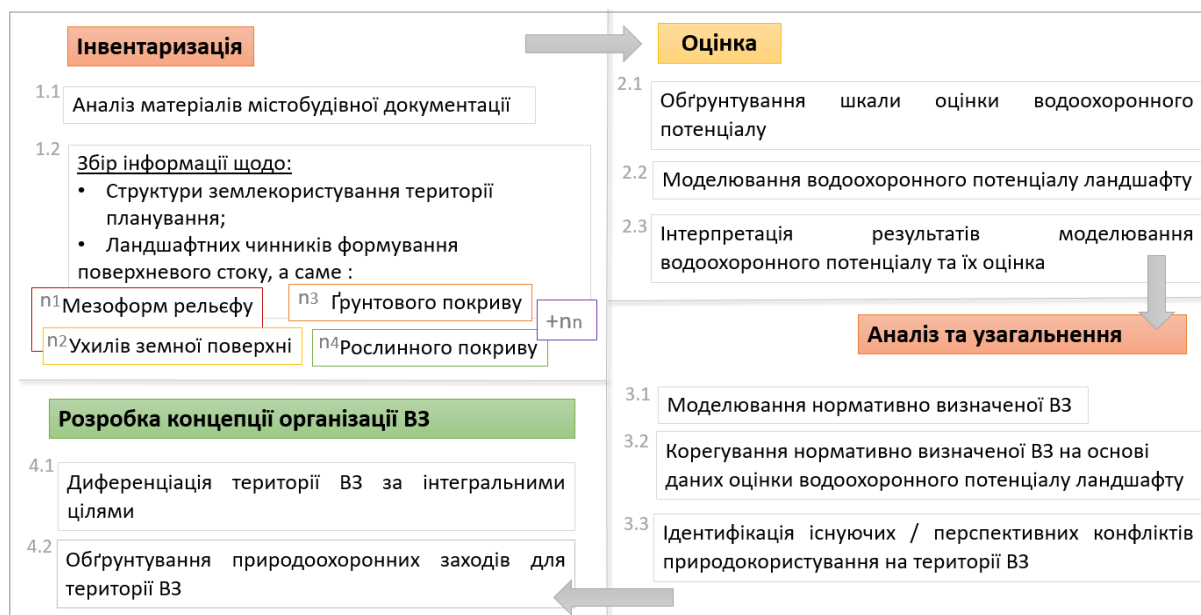 Інвентаризація
1.1
Аналіз матеріалів містобудівної документації
1.2
Збір інформації щодо:
• Структури землекористування території
планування;
• Ландшафтних чинників формування
поверхневого стоку, а саме :
n1 Мезоформ рельєфу
n3 Ґрунтового покриву
+nn
n2 Ухилів земної поверхні
n4 Рослинного покриву
Оцінка
2.1
Обґрунтування шкали оцінки водоохоронного
потенціалу
2.2
Моделювання водоохоронного потенціалу ландшафту
2.3
Інтерпретація результатів моделювання
водоохоронного потенціалу та їх оцінка
Аналіз та узагальнення
3.1
Моделювання нормативно визначеної ВЗ
3.2
Корегування нормативно визначеної ВЗ на основі
даних оцінки водоохоронного потенціалу ландшафту
3.3
Ідентифікація існуючих / перспективних конфліктів
природокористування на території ВЗ
Розробка концепції організації ВЗ
4.1
Диференціація території ВЗ за інтегральними
цілями
4.2
Обґрунтування природоохоронних заходів для
території ВЗ